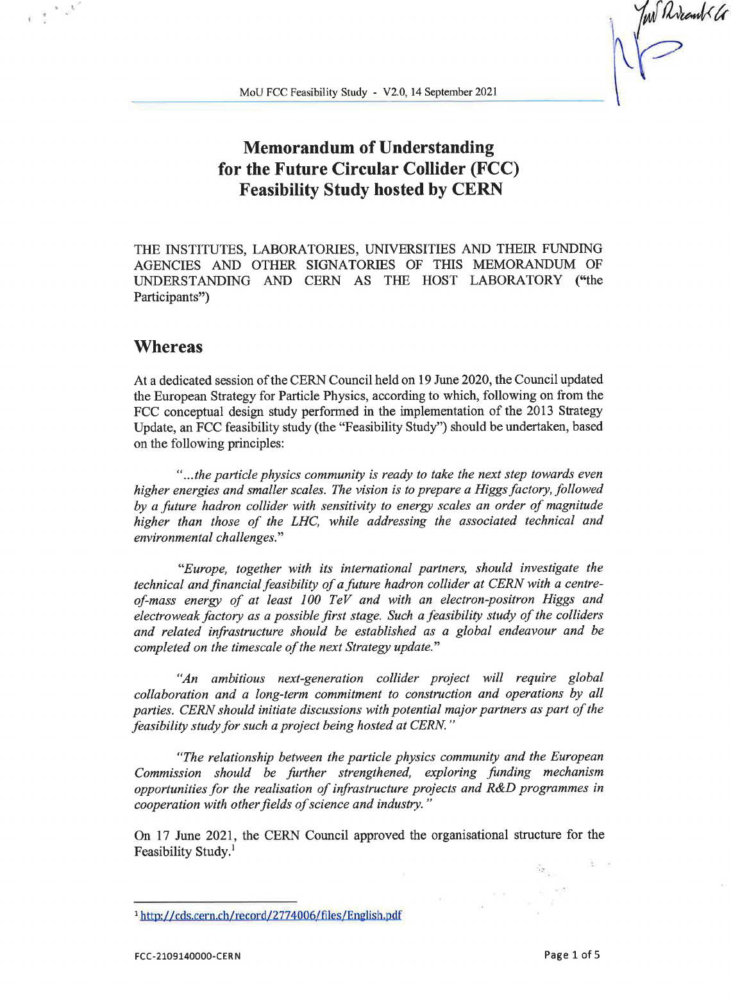 MoU FCC Feasibility Study - V2.0, 14 September 2021
Memorandum of Understanding
for the Future Circular Collider (FCC)
Feasibility Study hosted by CERN
THE INSTITUTES, LABORATORIES, UNIVERSITIES AND THEIR FUNDING
AGENCIES AND OTHER SIGNATORIES OF THIS MEMORANDUM OF
UNDERSTANDING AND CERN AS THE HOST LABORATORY (“the
Participants”)
Whereas
At a dedicated session of the CERN Council held on 19 June 2020, the Council updated
the European Strategy for Particle Physics, according to which, following on from the
FCC conceptual design study performed in the implementation of the 2013 Strategy
Update, an FCC feasibility study (the “Feasibility Study”) should be undertaken, based
on the following principles:
“...the particle physics community is ready to take the next step towards even
higher energies and smaller scales. The vision is to prepare a Higgs factory, followed
by a future hadron collider with sensitivity to energy scales an order of magnitude
higher than those of the LHC, while addressing the associated technical and
environmental challenges.”
“Europe, together with its international partners, should investigate the
technical and financial feasibility of a future hadron collider at CERN with a centre-
of-mass energy of at least 100 TeV and with an electron-positron Higgs and
electroweak factory as a possible first stage. Such a feasibility study of the colliders
and related infrastructure should be established as a global endeavour and be
completed on the timescale of the next Strategy update.”
“An ambitious next-generation collider project will require global
collaboration and a long-term commitment to construction and operations by all
parties. CERN should initiate discussions with potential major partners as part of the
feasibility study for such a project being hosted at CERN.”
“The relationship between the particle physics community and the European
Commission should be further strengthened, exploring funding mechanism
opportunities for the realisation of infrastructure projects and R&D programmes in
cooperation with other fields of science and industry.”
On 17 June 2021, the CERN Council approved the organisational structure for the
Feasibility Study.1
1 http://cds.cern.ch/record/2774006/files/English.pdf
FCC-2109140000-CERN
Page 1 of 5